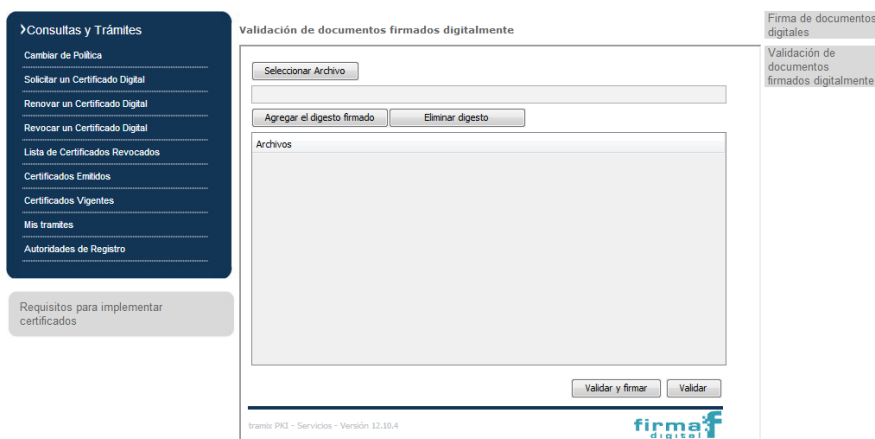 Consultas y Trámites
Cambiar de Política
Solicitar un Certificado Digital
Renovar un Certificado Digital
Revocar un Certificado Digital
Lista de Certificados Revocados
Certificados Emitidos
Certificados Vigentes
Mis tramites
Autoridades de Registro
Requisitos para implementar
certificados
Validación de documentos firmados digitalmente
Seleccionar Archivo
Agregar el digesto firmado
Eliminar digesto
Archivos
Validar y firmar
Validar
tramix PKI - Servicios - Versión 12.10.4
firma
digital
Firma de documentos
digitales
Validación de
documentos
firmados digitalmente